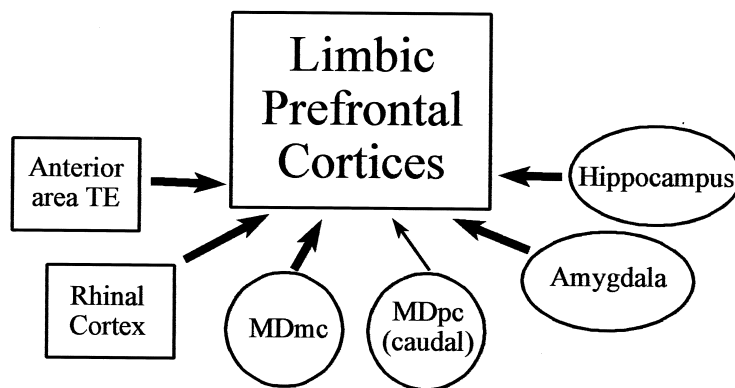 Limbic
Prefrontal
Cortices
Anterior
area TE
Hippocampus
Rhinal
Cortex
MDmc
MDpc
(caudal)
Amygdala